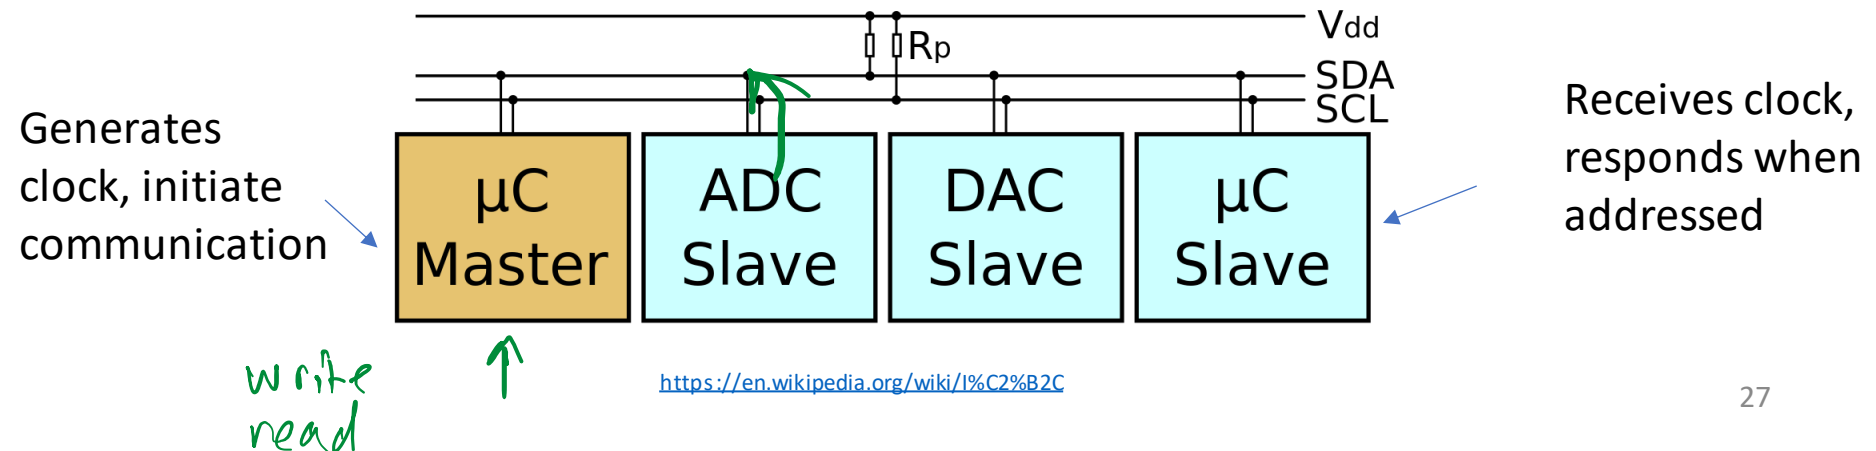 Vdd
Rp
SDA
SCL
Generates
clock, initiate
communication
µC
Master
ADC
Slave
DAC
Slave
µC
Slave
Receives clock,
responds when
addressed
write
read
https://en.wikipedia.org/wiki/I%C2%B2C
27